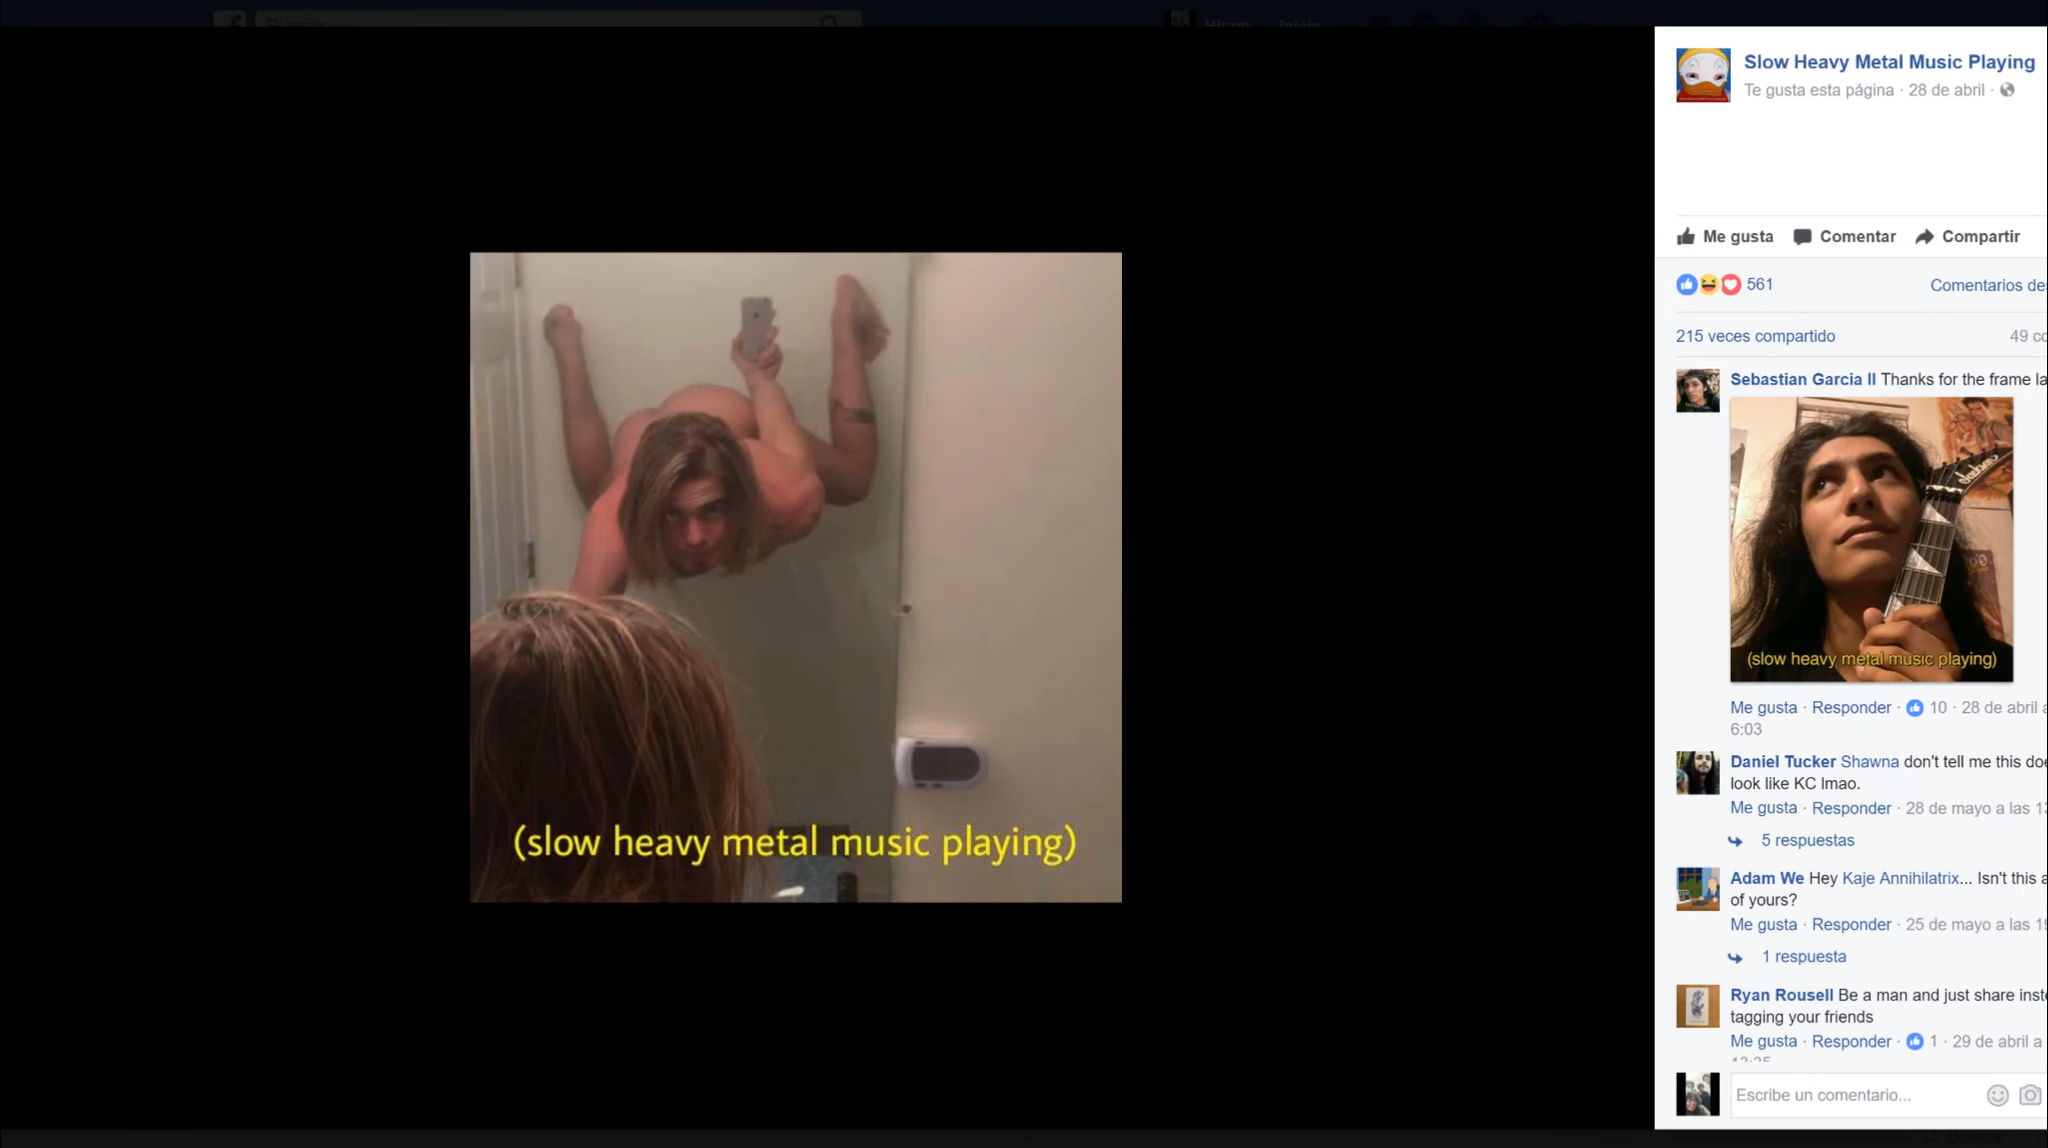 Híram Inicio
(slow heavy metal music playing)
Slow Heavy Metal Music Playing
Te gusta esta página · 28 de abril ·
Me gusta Comentar Compartir
561
Comentarios
215 veces compartido 49
Sebastian Garcia II Thanks for the frame
(slow heavy metal music playing)
Me gusta · Responder · 10 · 28 de abril a
6:03
Daniel Tucker Shawna don't tell me this
look like KC lmao.
Me gusta · Responder · 28 de mayo a las
5 respuestas
Adam We Hey Kaje Annihilatrix... Isn't this a
of yours?
Me gusta · Responder · 25 de mayo a las
1 respuesta
Ryan Rousell Be a man and just share
tagging your friends
Me gusta · Responder · 1 · 29 de abril a
Escribe un comentario...